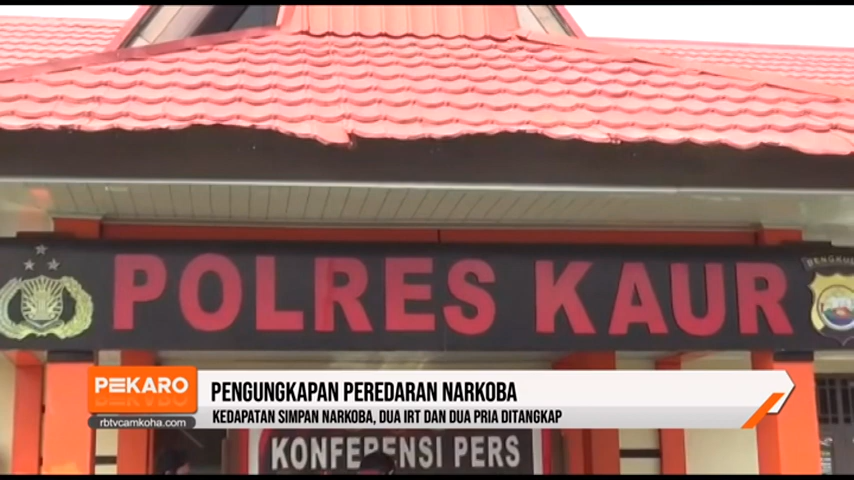 POLRES KAUR
PEKARO
rbtvcamkoha.com
PENGUNGKAPAN PEREDARAN NARKOBA
KEDAPATAN SIMPAN NARKOBA, DUA IRT DAN DUA PRIA DITANGKAP
KONFERENSI PERS